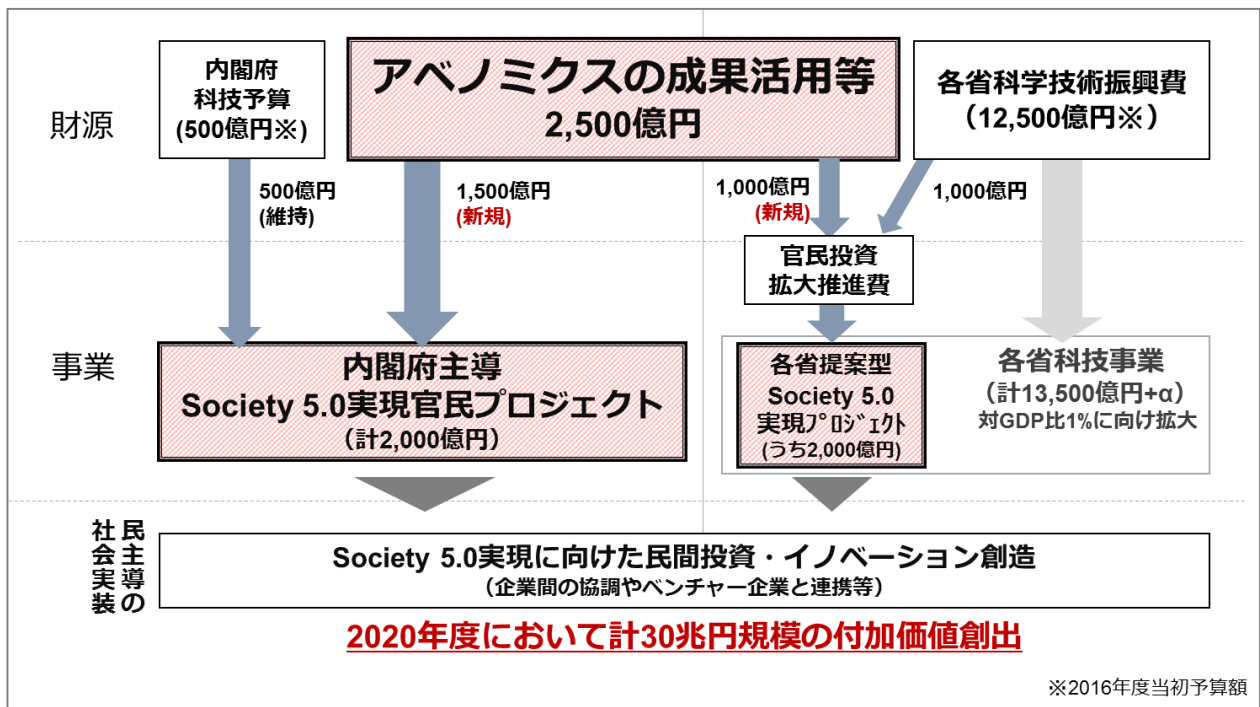 財源
内閣府
科技予算
(500億円※)
アベノミクスの成果活用等
2,500億円
各省科学技術振興費
（12,500億円※）
500億円
(維持)
1,500億円
(新規)
1,000億円
(新規)
1,000億円
官民投資
拡大推進費
事業
内閣府主導
Society 5.0実現官民プロジェクト
（計2,000億円）
各省提案型
Society 5.0
実現ﾌﾟﾛｼﾞｪｸﾄ
(うち2,000億円)
各省科技事業
（計13,500億円+α）
対GDP比1%に向け拡大
民主導の
社会実装
Society 5.0実現に向けた民間投資・イノベーション創造
（企業間の協調やベンチャー企業と連携等）
2020年度において計30兆円規模の付加価値創出
※2016年度当初予算額